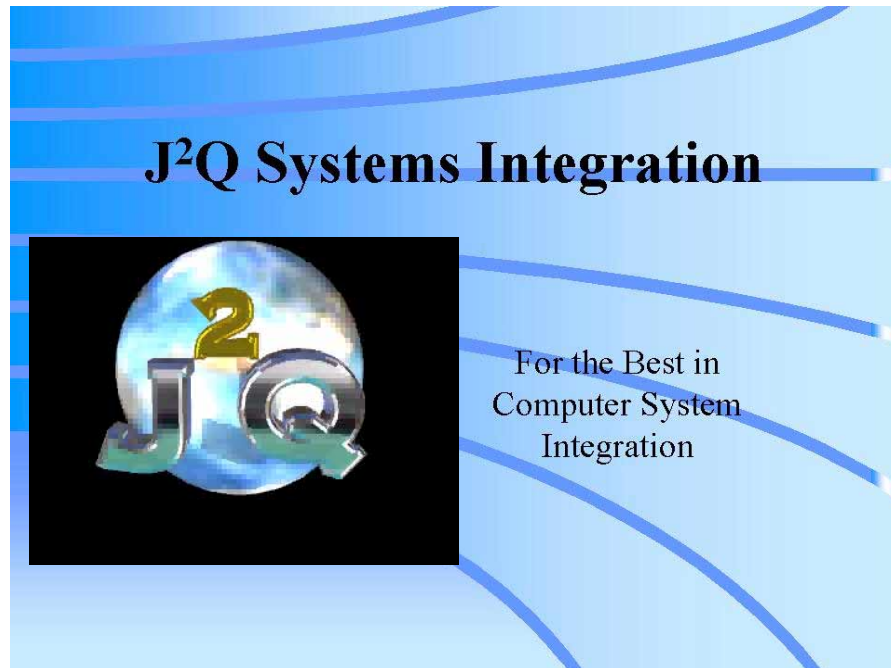 J²Q Systems Integration
J²Q
For the Best in
Computer System
Integration